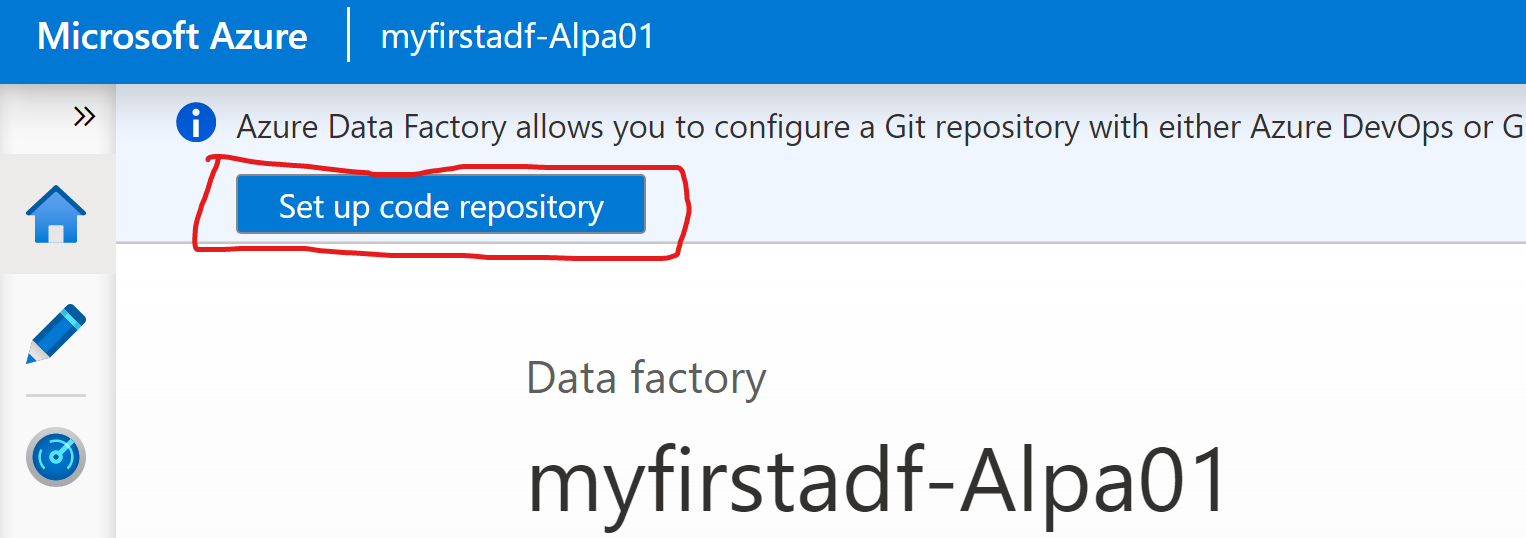 Microsoft Azure myfirstadf-Alpa01
Azure Data Factory allows you to configure a Git repository with either Azure DevOps or G
Set up code repository
Data factory
myfirstadf-Alpa01